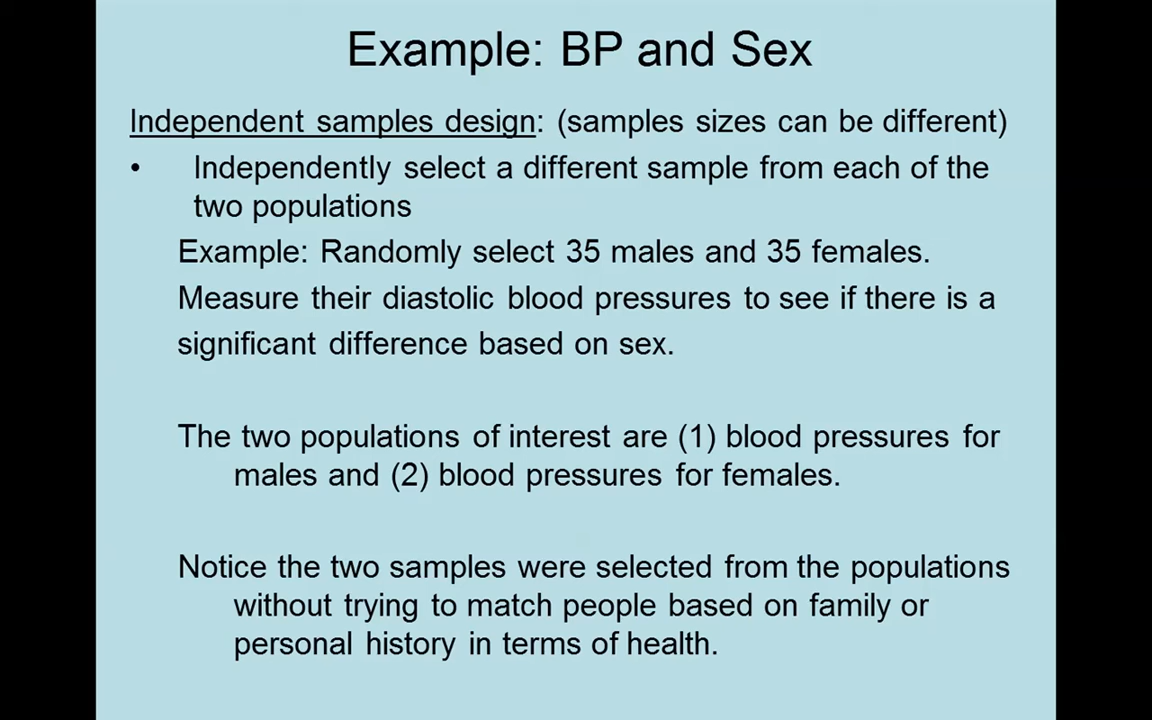 Example: BP and Sex
Independent samples design: (samples sizes can be different)
• Independently select a different sample from each of the
two populations
Example: Randomly select 35 males and 35 females.
Measure their diastolic blood pressures to see if there is a
significant difference based on sex.
The two populations of interest are (1) blood pressures for
males and (2) blood pressures for females.
Notice the two samples were selected from the populations
without trying to match people based on family or
personal history in terms of health.